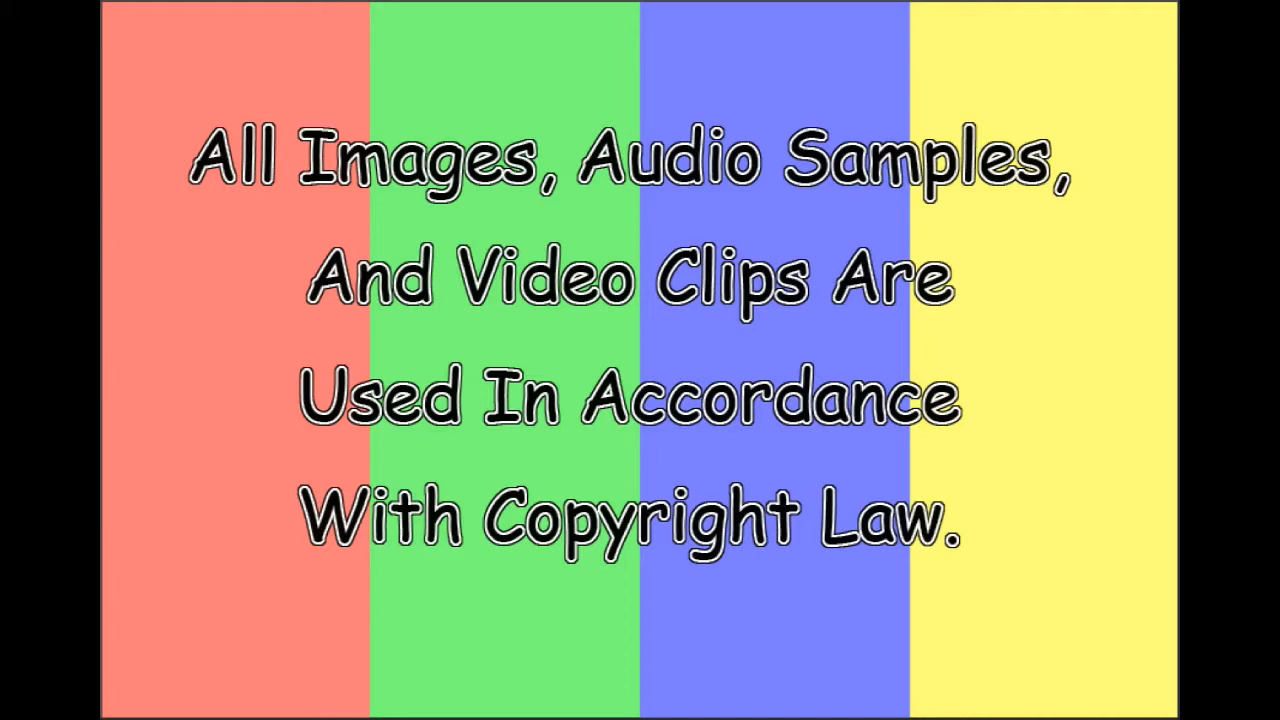 All Images, Audio Samples,
And Video Clips Are
Used In Accordance
With Copyright Law.